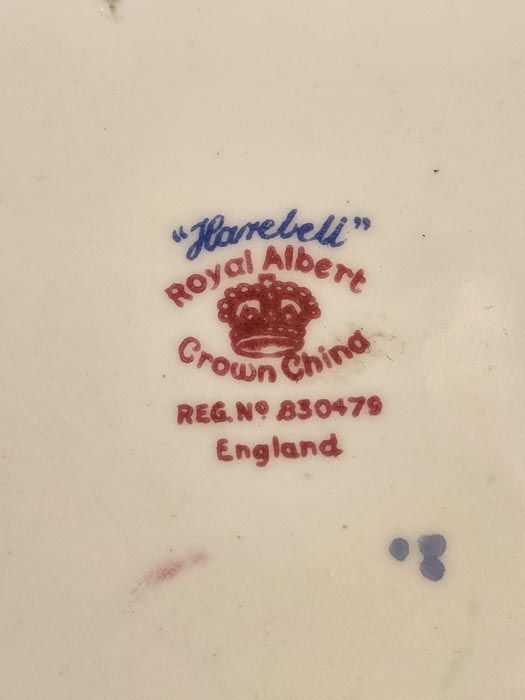 "Harebell"
Royal Albert
Crown China
REG. Nº 830479
England